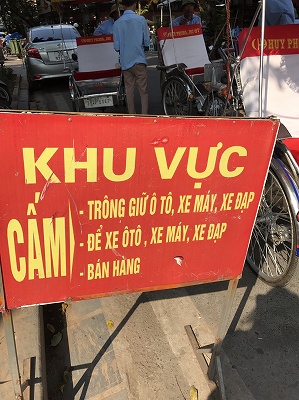 KHU VỰC
CẤM
- TRÔNG GIỮ Ô TÔ, XE MÁY, XE ĐẠP
- ĐỂ XE ÔTÔ, XE MÁY, XE ĐẠP
- BÁN HÀNG